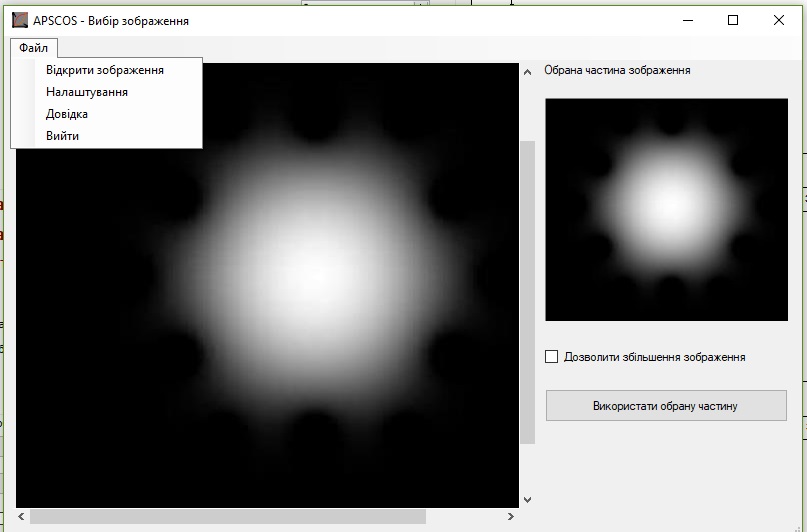 APSCOS - Вибір зображення
Файл
Відкрити зображення
Налаштування
Довідка
Вийти
Обрана частина зображення
Дозволити збільшення зображення
Використати обрану частину